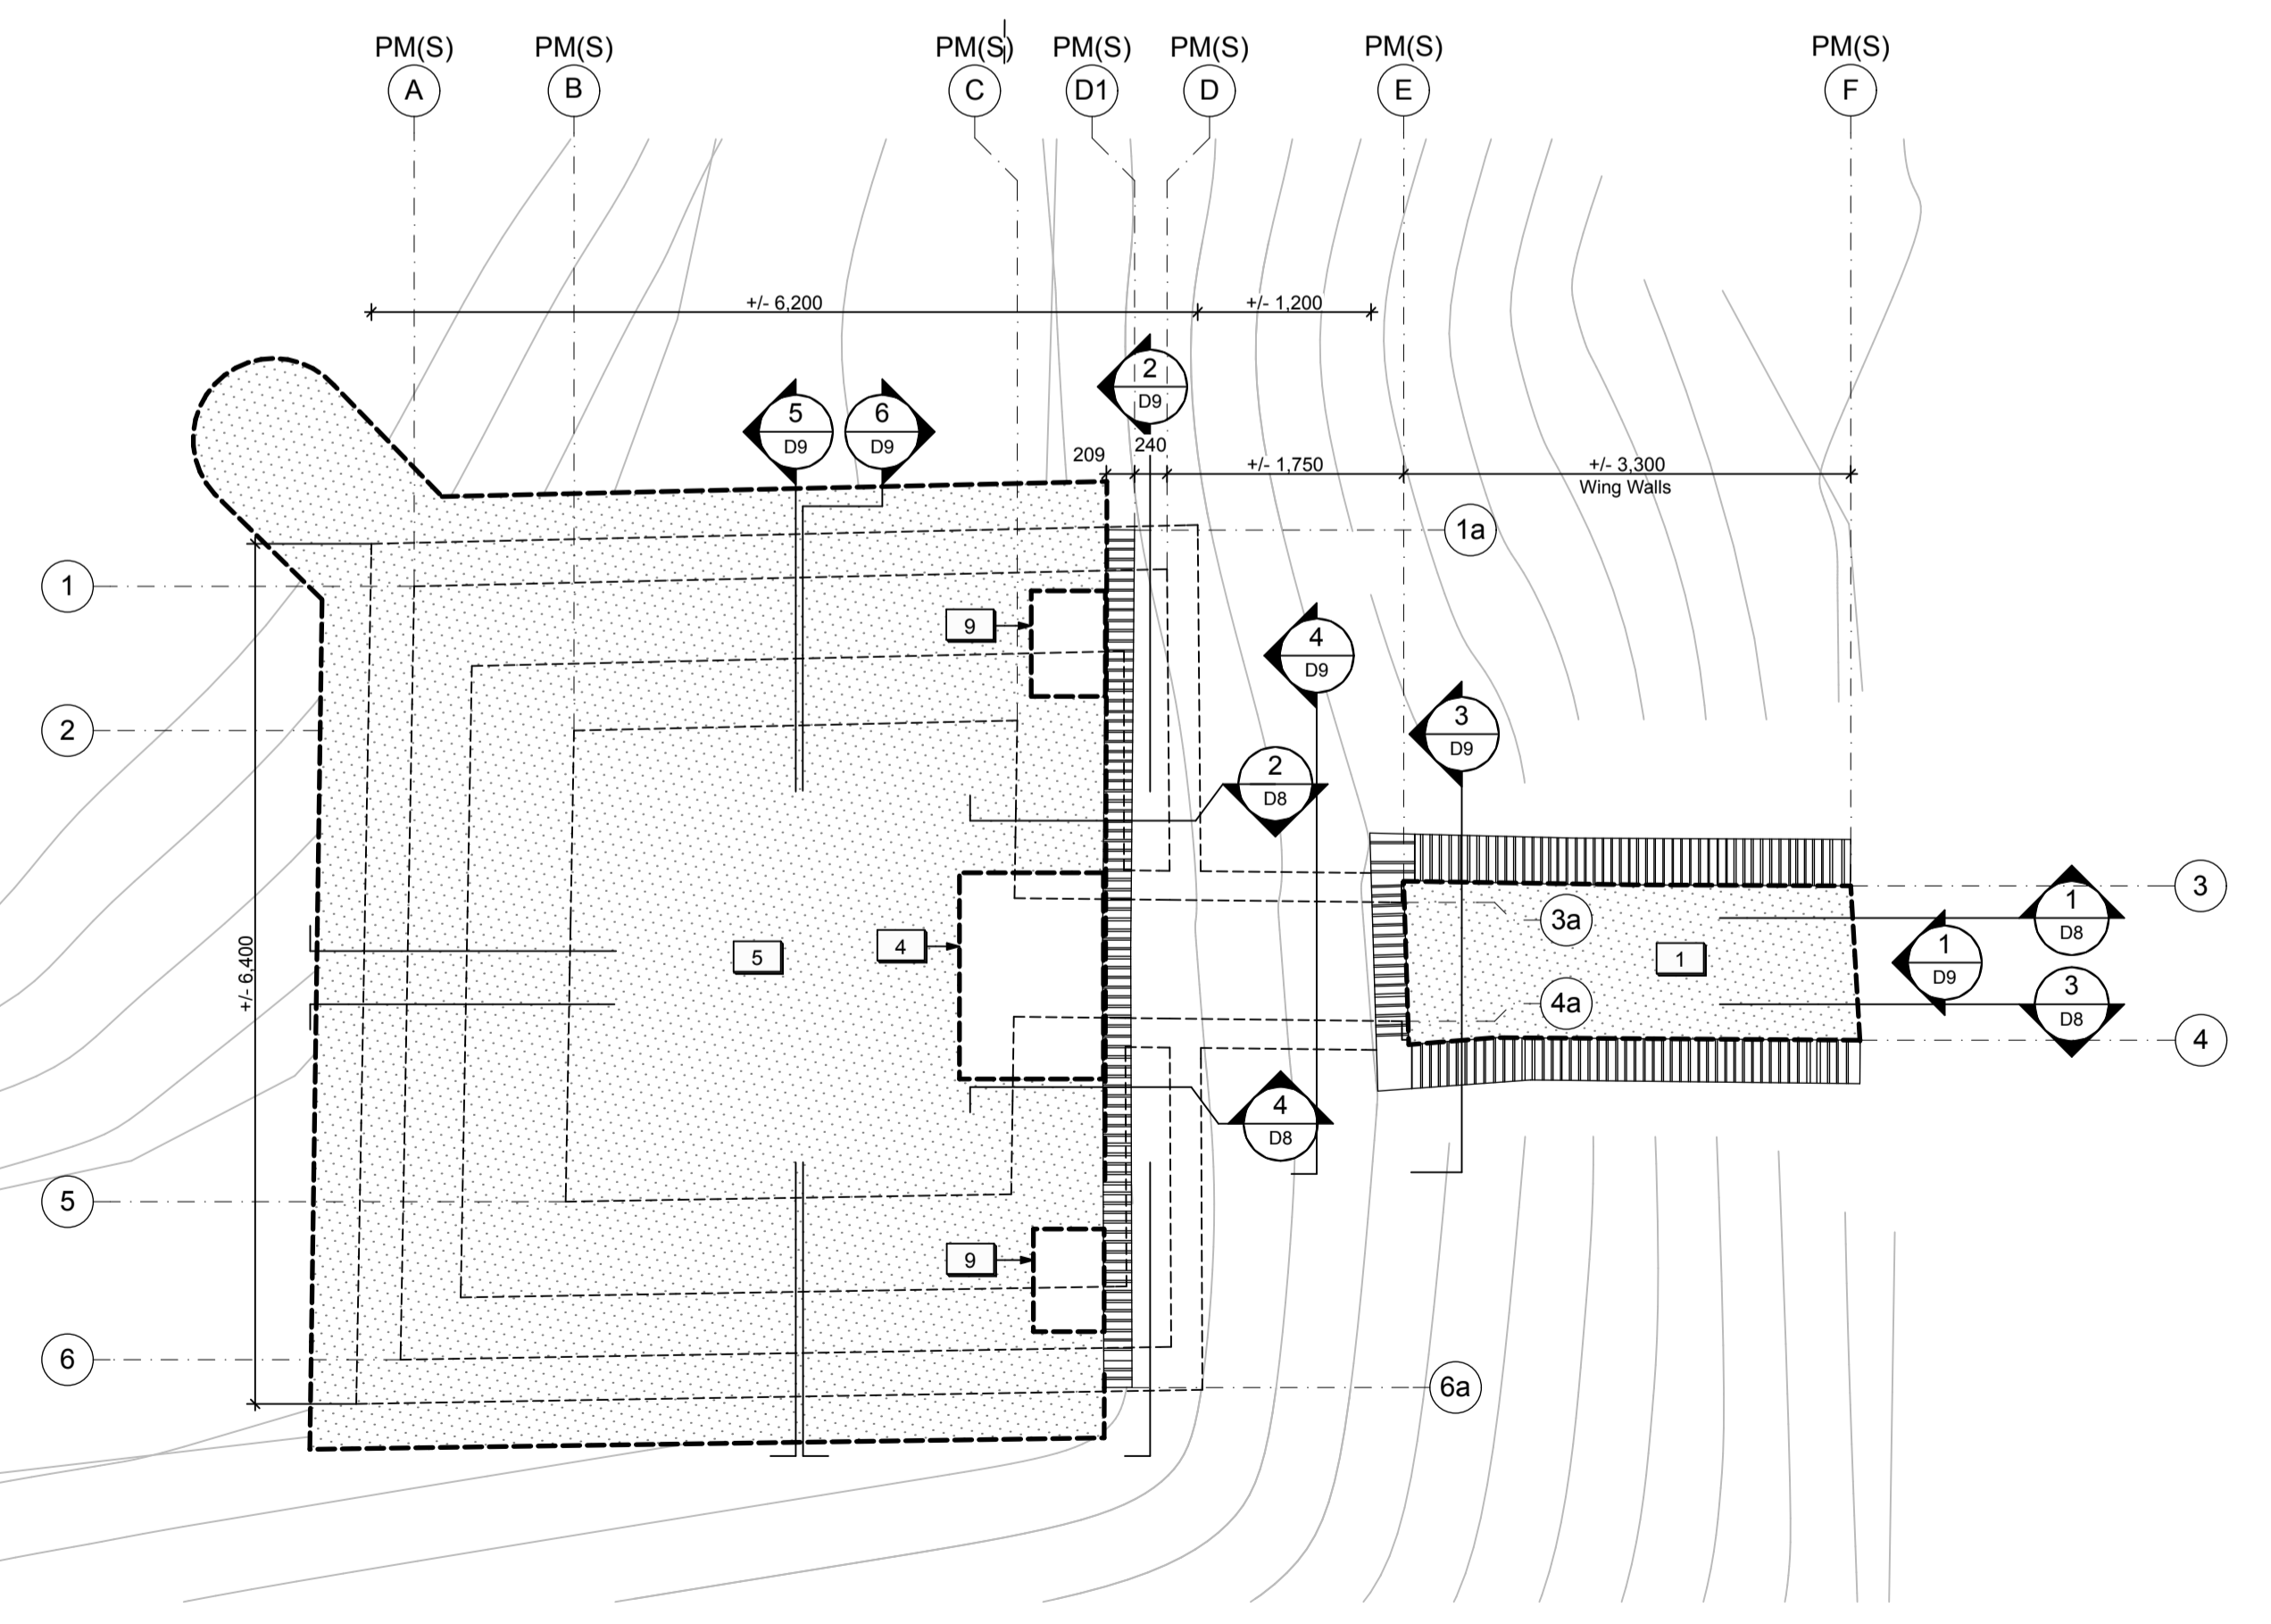 PM(S) PM(S) PM(S) PM(S) PM(S) PM(S) PM(S)
A B C D1 D E F
+/- 6,200 +/- 1,200
2
D9
5 6
D9 D9
209 240 +/- 1,750 +/- 3,300
Wing Walls
1a
1
9
4
D9
2
3
D9
2
D8
3
1
D8
3a
4 5 1
1
D9
+/- 6,400
4a
3
D8
4
4
D8
5
9
6
6a